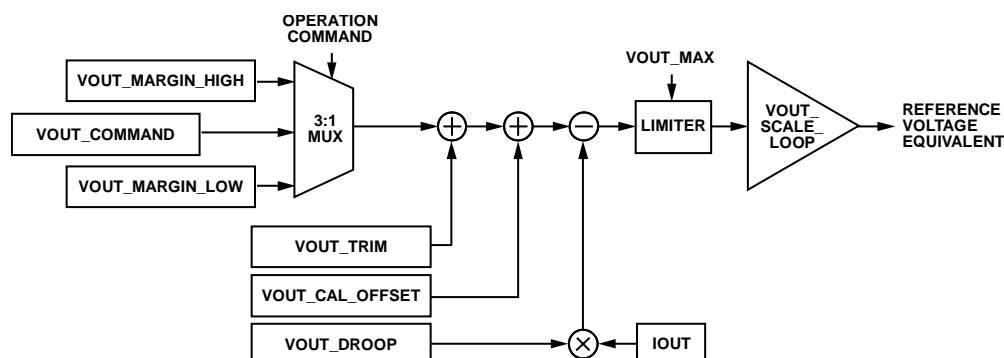 OPERATION
COMMAND
VOUT_MARGIN_HIGH
VOUT_COMMAND
VOUT_MARGIN_LOW
3:1
MUX
VOUT_MAX
LIMITER
VOUT_
SCALE_
LOOP
REFERENCE
VOLTAGE
EQUIVALENT
+
+
−
VOUT_TRIM
VOUT_CAL_OFFSET
VOUT_DROOP
×
IOUT